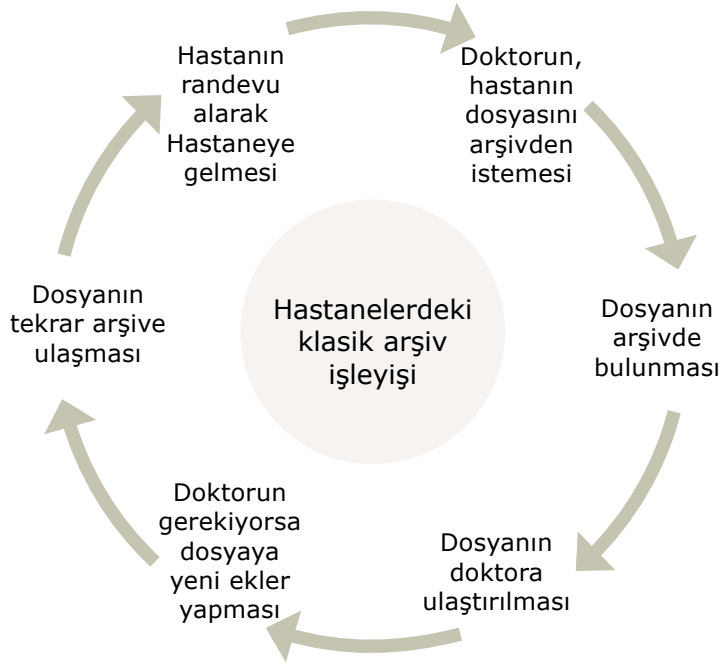 Hastanın
randevu
alarak
Hastaneye
gelmesi
Doktorun,
hastanın
dosyasını
arşivden
istemesi
Dosyanın
arşivde
bulunması
Dosyanın
doktora
ulaştırılması
Doktorun
gerekiyorsa
dosyaya
yeni ekler
yapması
Dosyanın
tekrar arşive
ulaşması
Hastanelerdeki
klasik arşiv
işleyişi